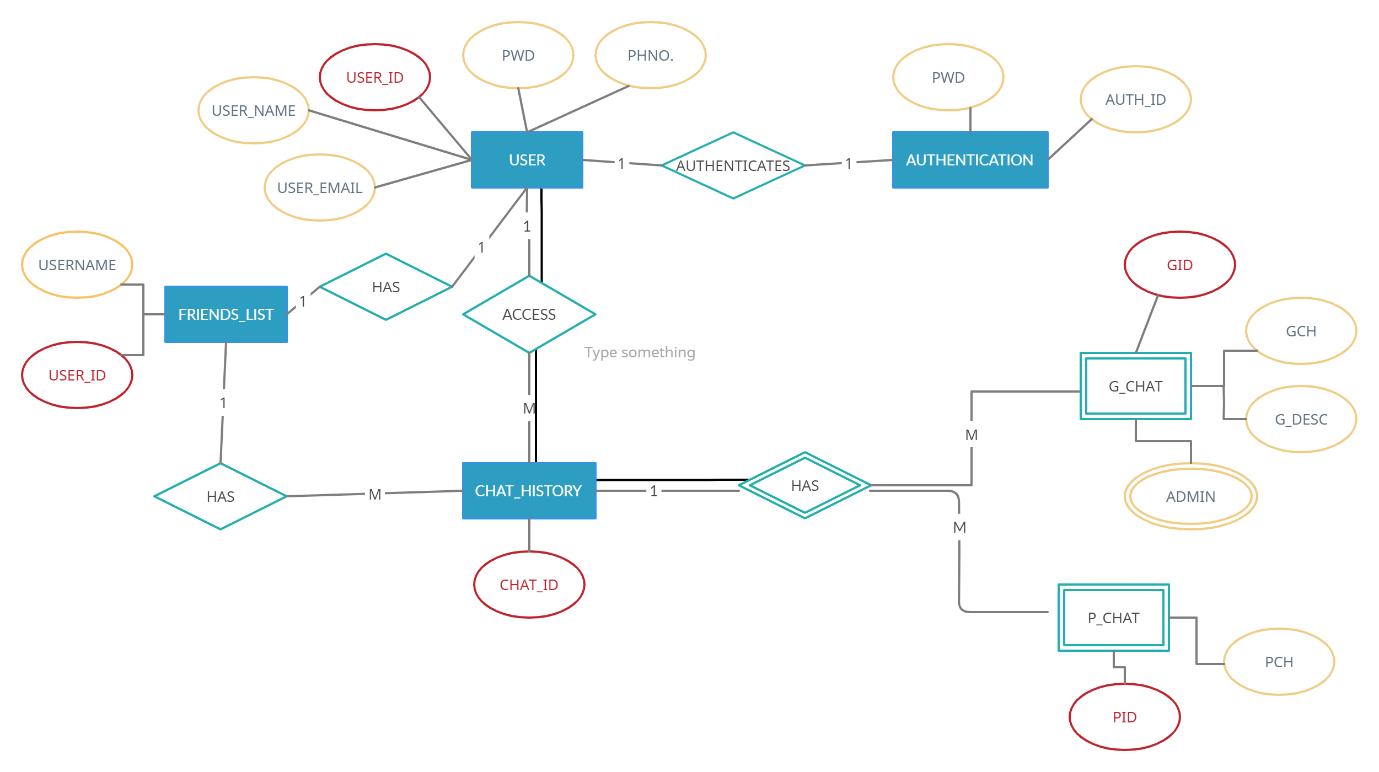 PWD
PHNO.
USER_ID
PWD
USER_NAME
AUTH_ID
USER
1
AUTHENTICATES
1
AUTHENTICATION
USER_EMAIL
1
1
USERNAME
GID
HAS
1
FRIENDS_LIST
ACCESS
GCH
Type something
USER_ID
G_CHAT
1
M
G_DESC
M
HAS
M
CHAT_HISTORY
1
HAS
ADMIN
M
CHAT_ID
P_CHAT
PCH
PID